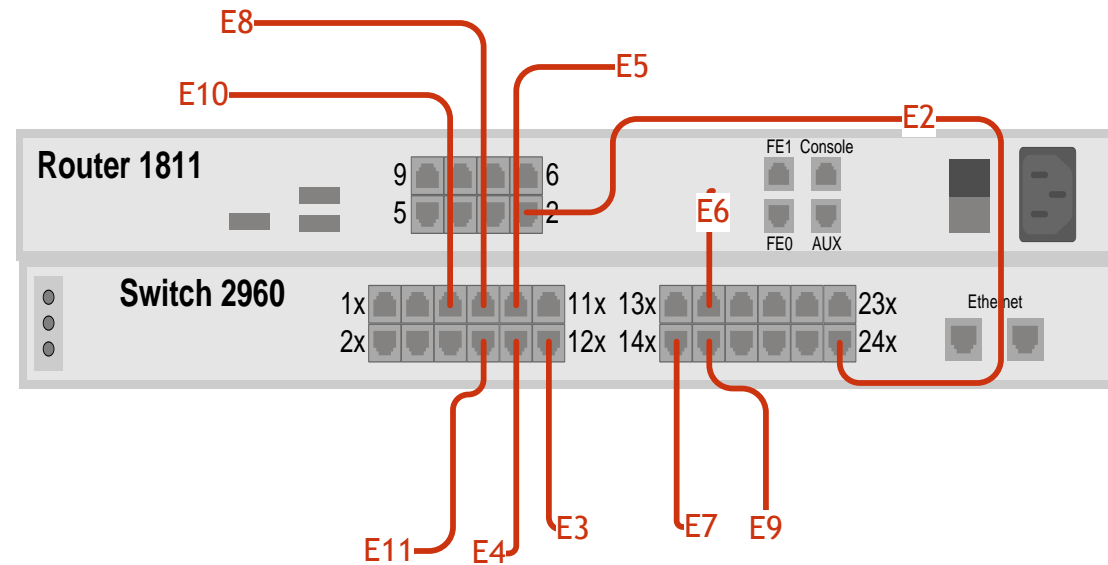 E8
E5
E10
E2
Router 1811
FE1 Console
9
6
5
2
E6
FE0 AUX
Switch 2960
1x
11x 13x
23x
Ethernet
2x
12x 14x
24x
E3
E7
E9
E11
E4